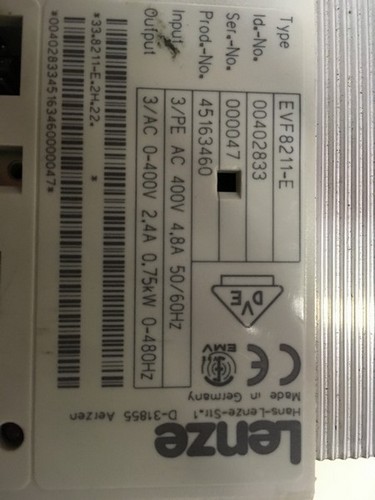 Type EVF8211-E
Id.-No. 00402833
Ser.-No. 000047
Prod.-No. 45163460
Input 3/PE AC 400V 4.8A 50/60Hz
Output 3/AC 0-400V 2.4A 0.75kW 0-480Hz
*33.8211-E.2H.22. *
*00402833451634600000047*
VDE
CE
EMV
Made in Germany
Hans-Lenze-Str.1
D-31855 Aerzen
Lenze